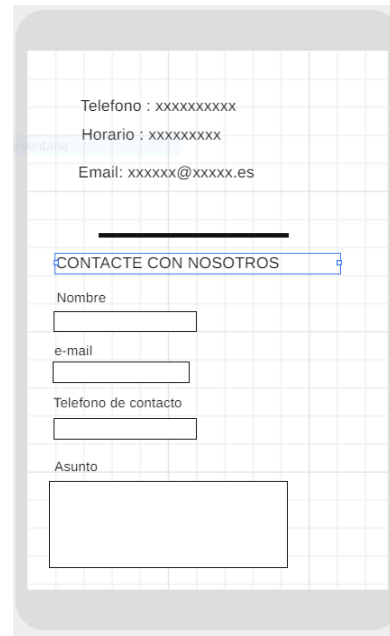 Telefono : xxxxxxxxxx
Horario : xxxxxxxxx
e ventana
Email: xxxxxx@xxxxx.es
CONTACTE CON NOSOTROS
Nombre
e-mail
Telefono de contacto
Asunto